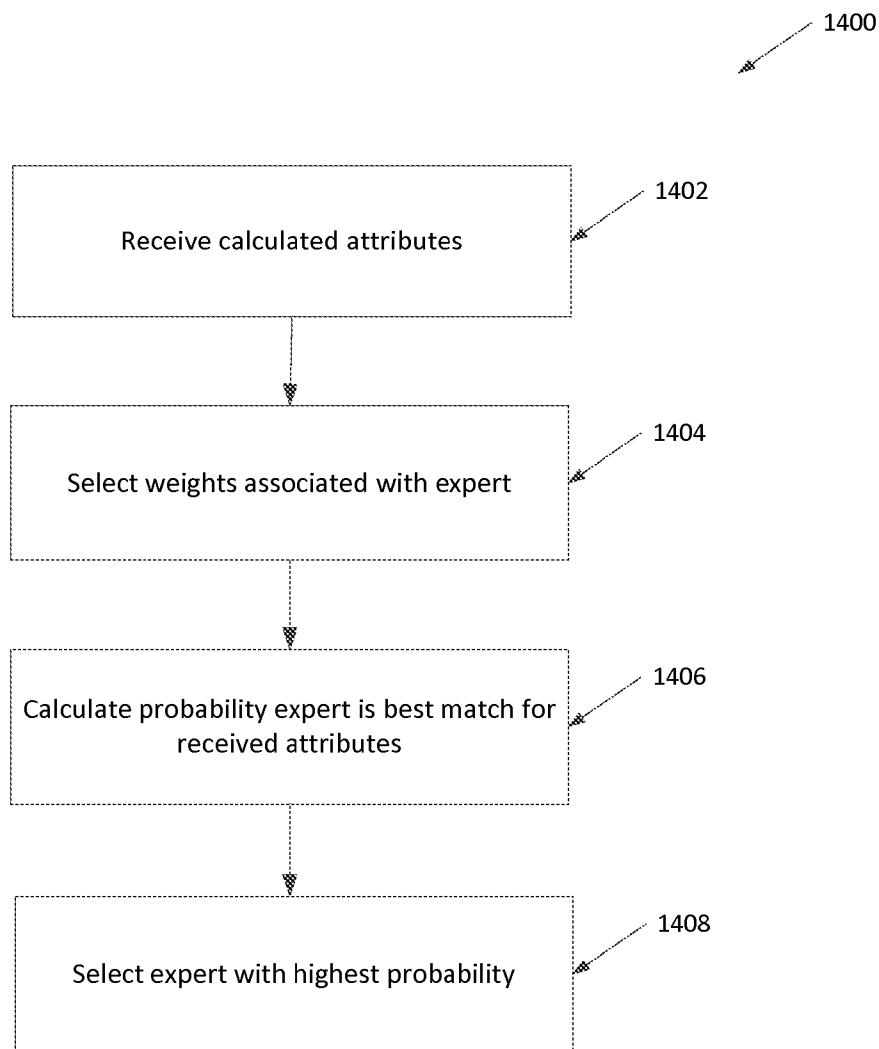 1400
1402
Receive calculated attributes
1404
Select weights associated with expert
1406
Calculate probability expert is best match for
received attributes
1408
Select expert with highest probability